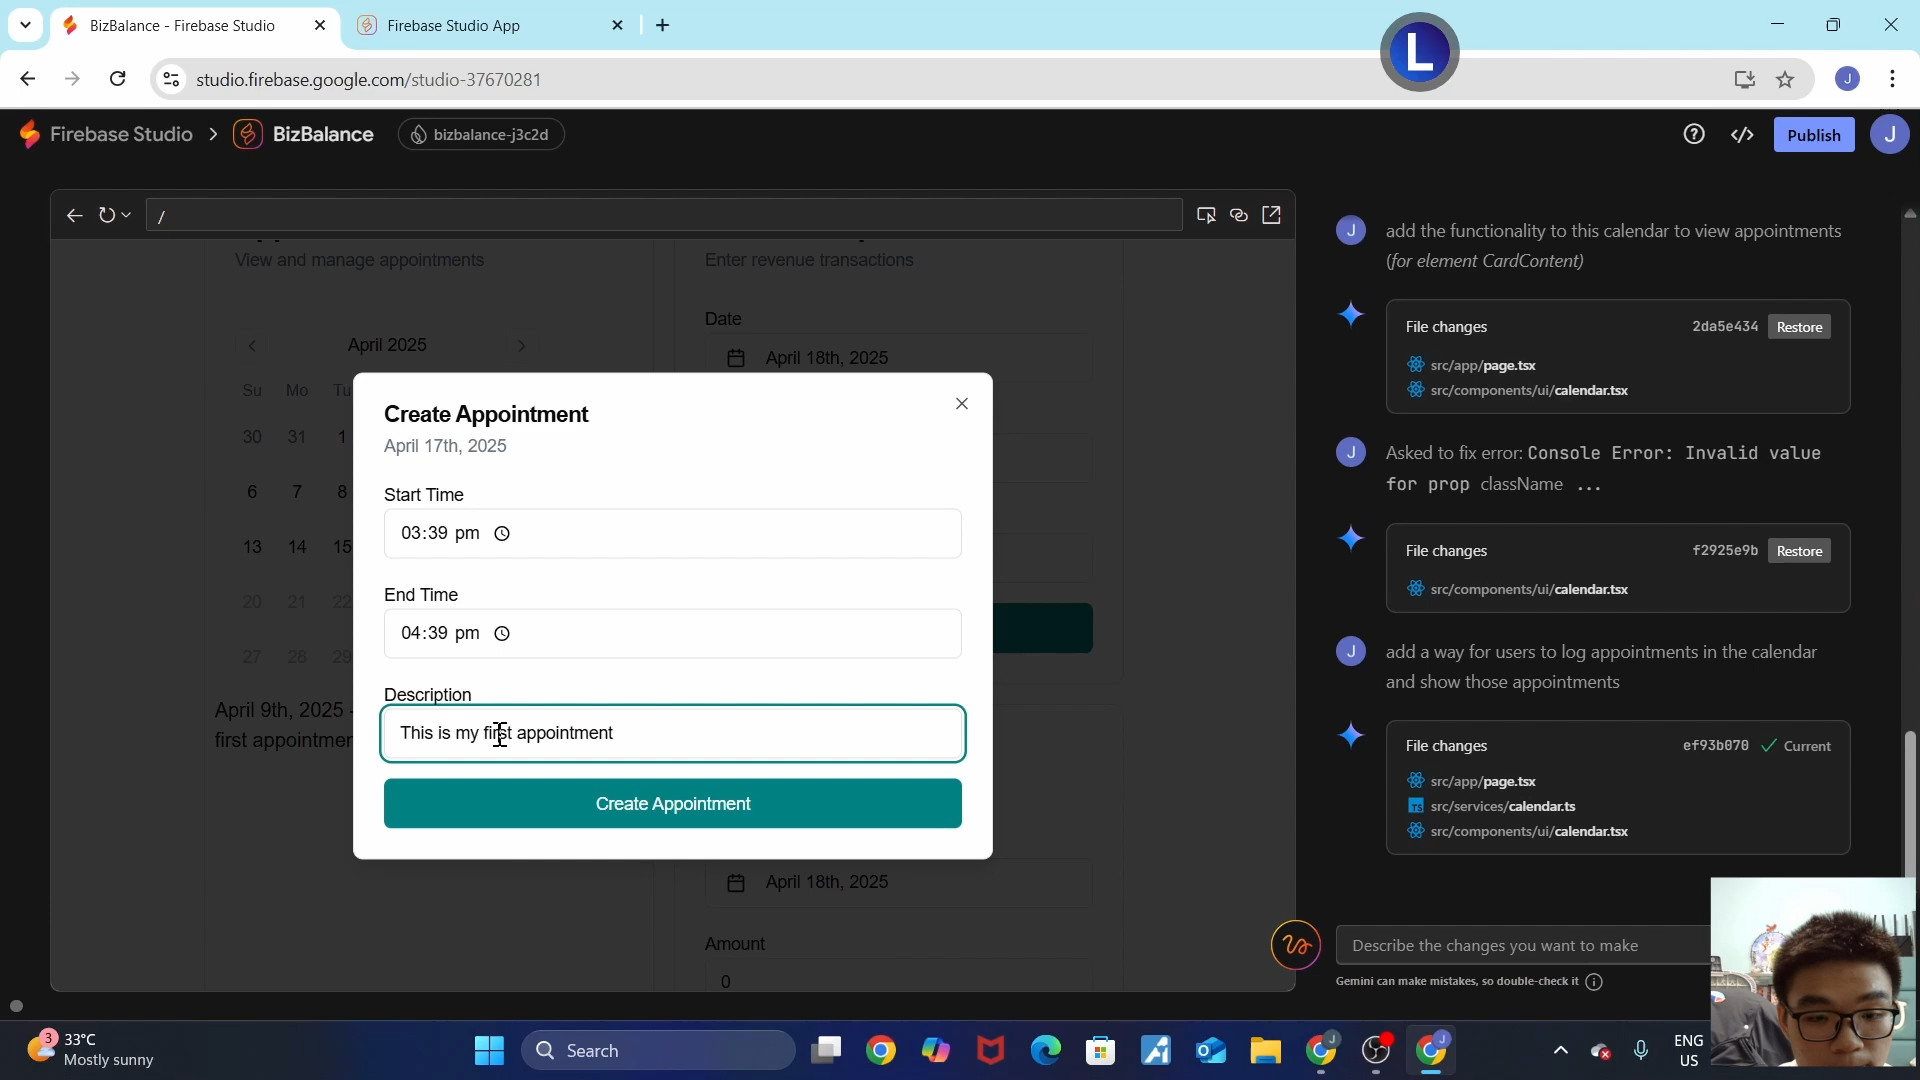 BizBalance - Firebase Studio
Firebase Studio App
L
studio.firebase.google.com/studio-37670281
J
Firebase Studio
BizBalance
bizbalance-j3c2d
Publish
J
/
View and manage appointments
Enter revenue transactions
Date
April 2025
April 18th, 2025
Su Mo Tu
30 31 1
6 7 8
13 14 15
20 21 22
27 28 29
April 9th, 2025 -
first appointmen
Create Appointment
April 17th, 2025
Start Time
03:39 pm
End Time
04:39 pm
Description
This is my first appointment
Create Appointment
April 18th, 2025
Amount
0
J
add the functionality to this calendar to view appointments
(for element CardContent)
File changes 2da5e434 Restore
src/app/page.tsx
src/components/ui/calendar.tsx
J
Asked to fix error: Console Error: Invalid value
for prop className ...
File changes f2925e9b Restore
src/components/ui/calendar.tsx
J
add a way for users to log appointments in the calendar
and show those appointments
File changes ef93b070 Current
src/app/page.tsx
TS src/services/calendar.ts
src/components/ui/calendar.tsx
Describe the changes you want to make
Gemini can make mistakes, so double-check it
3
33°C
Mostly sunny
Search
J
J
ENG
US